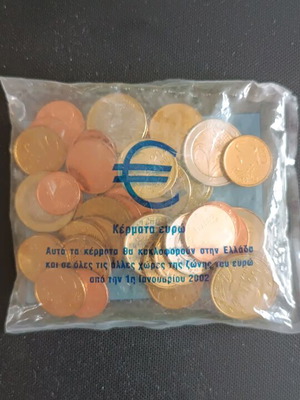 €
Κέρματα ευρώ
Αυτά τα κέρματα θα κυκλοφορούν στην Ελλάδα
και σε όλες τις άλλες χώρες της ζώνης του ευρώ
από την 1η Ιανουαρίου 2002